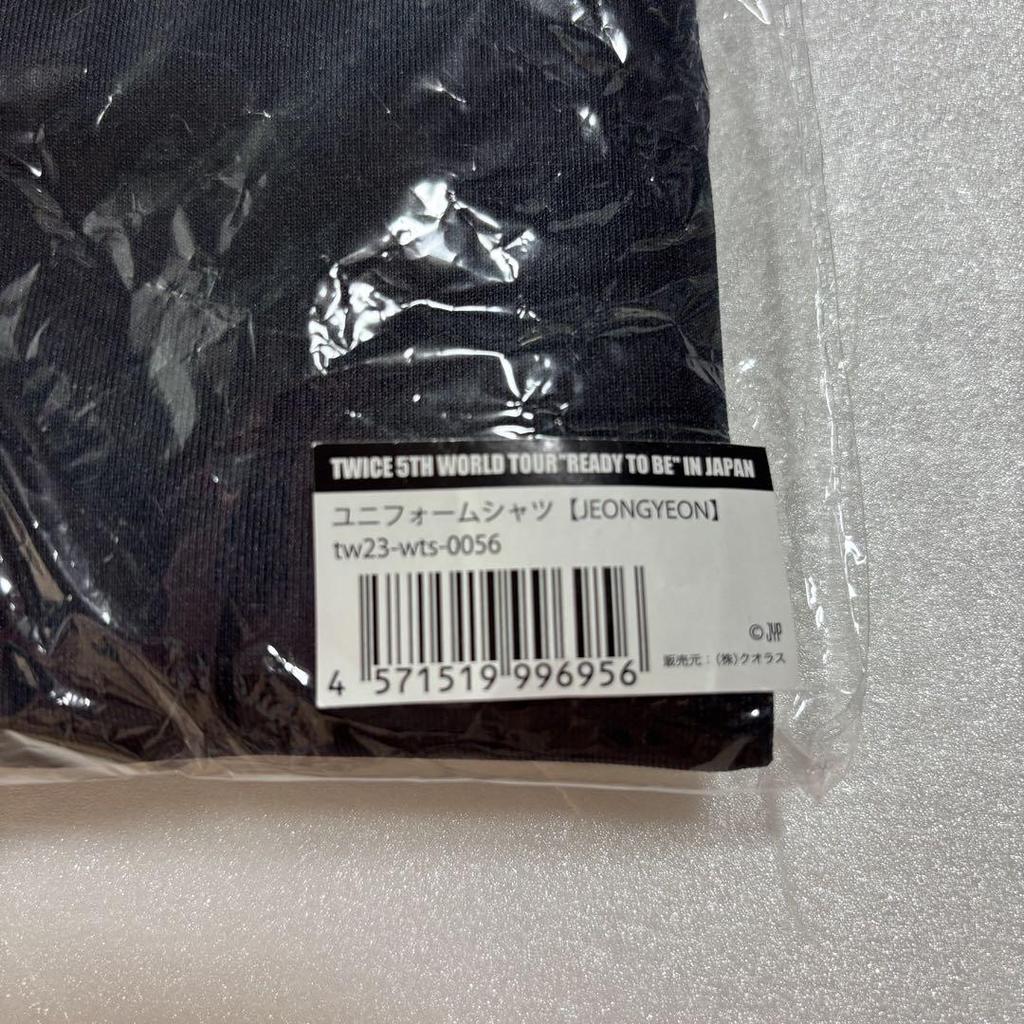 TWICE 5TH WORLD TOUR "READY TO BE" IN JAPAN
ユニフォームシャツ【JEONGYEON】
tw23-wts-0056
© JYP
販売元：(株)クオラス
4 571519 996956